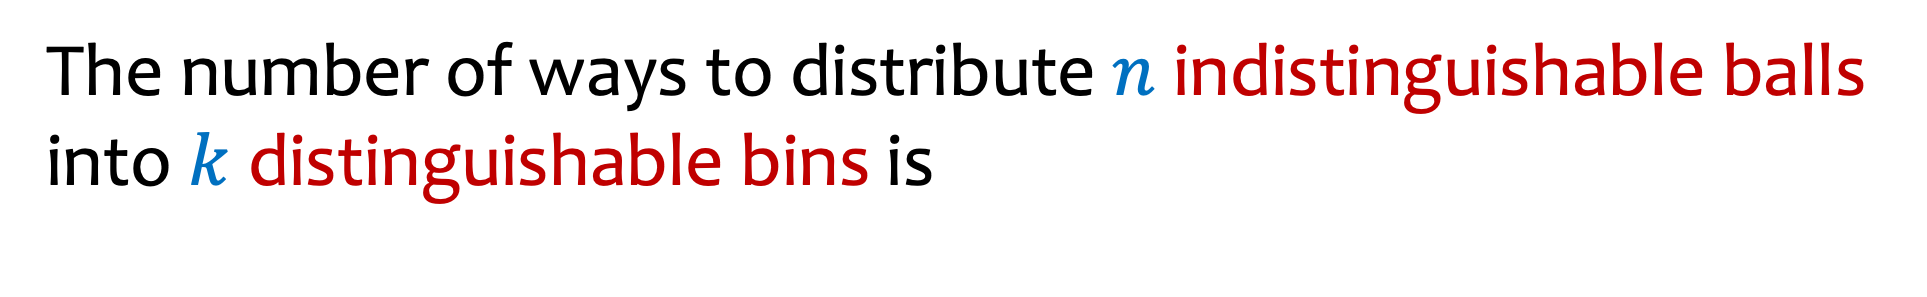 The number of ways to distribute n indistinguishable balls
into k distinguishable bins is